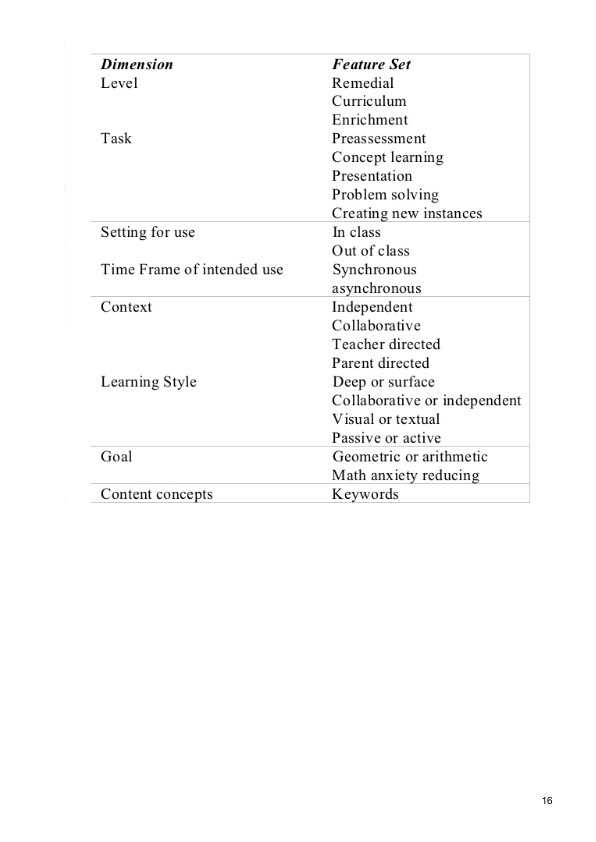 Dimension Feature Set
Level Remedial
Curriculum
Enrichment
Task Preassessment
Concept learning
Presentation
Problem solving
Creating new instances
Setting for use In class
Out of class
Time Frame of intended use Synchronous
asynchronous
Context Independent
Collaborative
Teacher directed
Parent directed
Learning Style Deep or surface
Collaborative or independent
Visual or textual
Passive or active
Goal Geometric or arithmetic
Math anxiety reducing
Content concepts Keywords
16